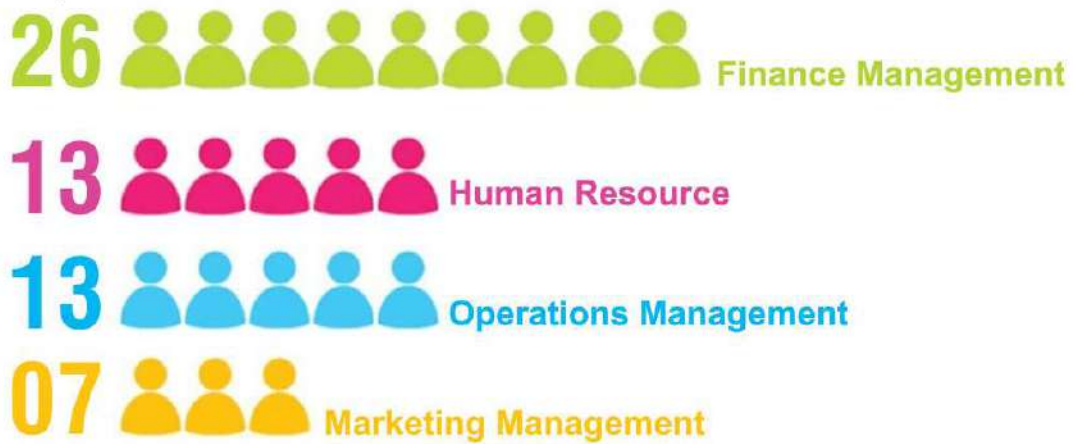 26 Finance Management
13 Human Resource
13 Operations Management
07 Marketing Management